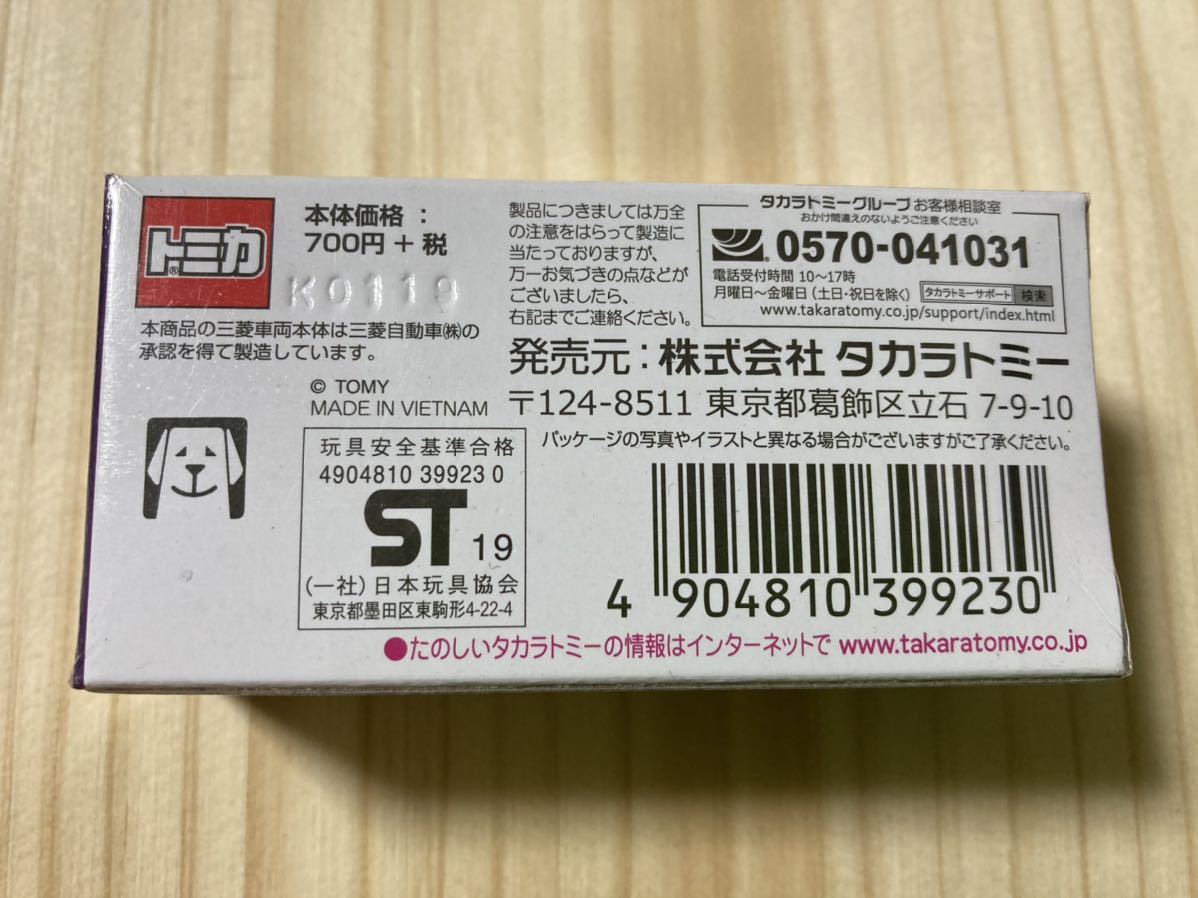 トミカ®
本体価格：
700円＋税
K0119
本商品の三菱車両本体は三菱自動車㈱の
承認を得て製造しています。
© TOMY
MADE IN VIETNAM
玩具安全基準合格
4904810 39923 0
ST 19
(一社)日本玩具協会
東京都墨田区東駒形4-22-4
製品につきましては万全
の注意をはらって製造に
当たっておりますが、
万一お気づきの点などが
ございましたら、
右記までご連絡ください。
タカラトミーグループ お客様相談室
おかけ間違えのないようご注意ください
0570-041031
電話受付時間 10～17時
月曜日～金曜日(土日・祝日を除く) タカラトミーサポート 検索
www.takaratomy.co.jp/support/index.html
発売元：株式会社 タカラトミー
〒124-8511 東京都葛飾区立石 7-9-10
パッケージの写真やイラストと異なる場合がございますがご了承ください。
4 904810 399230
●たのしいタカラトミーの情報はインターネットで www.takaratomy.co.jp